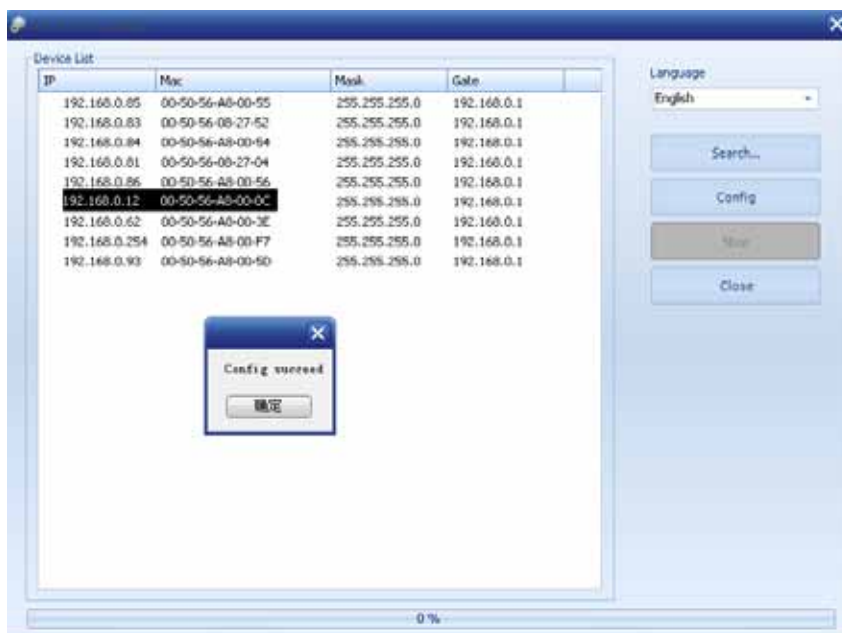 Device List
IP Mac Mask Gate
192.168.0.85 00-50-56-A8-00-55 255.255.255.0 192.168.0.1
192.168.0.83 00-50-56-08-27-52 255.255.255.0 192.168.0.1
192.168.0.84 00-50-56-A8-00-54 255.255.255.0 192.168.0.1
192.168.0.81 00-50-56-08-27-04 255.255.255.0 192.168.0.1
192.168.0.86 00-50-56-A8-00-56 255.255.255.0 192.168.0.1
192.168.0.12 00-50-56-A8-00-0C 255.255.255.0 192.168.0.1
192.168.0.62 00-50-56-A8-00-3E 255.255.255.0 192.168.0.1
192.168.0.254 00-50-56-A8-00-F7 255.255.255.0 192.168.0.1
192.168.0.93 00-50-56-A8-00-5D 255.255.255.0 192.168.0.1
Language
English
Search...
Config
Close
Config succeed
确定
0 %